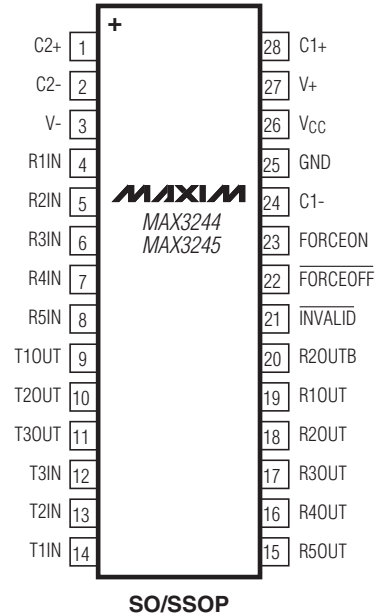 +
C2+ 1 28 C1+
C2- 2 27 V+
V- 3 26 VCC
R1IN 4 25 GND
R2IN 5 MAXIM 24 C1-
R3IN 6 MAX3244 23 FORCEON
R4IN 7 MAX3245 22 FORCEOFF
R5IN 8 21 INVALID
T1OUT 9 20 R2OUTB
T2OUT 10 19 R1OUT
T3OUT 11 18 R2OUT
T3IN 12 17 R3OUT
T2IN 13 16 R4OUT
T1IN 14 15 R5OUT
SO/SSOP